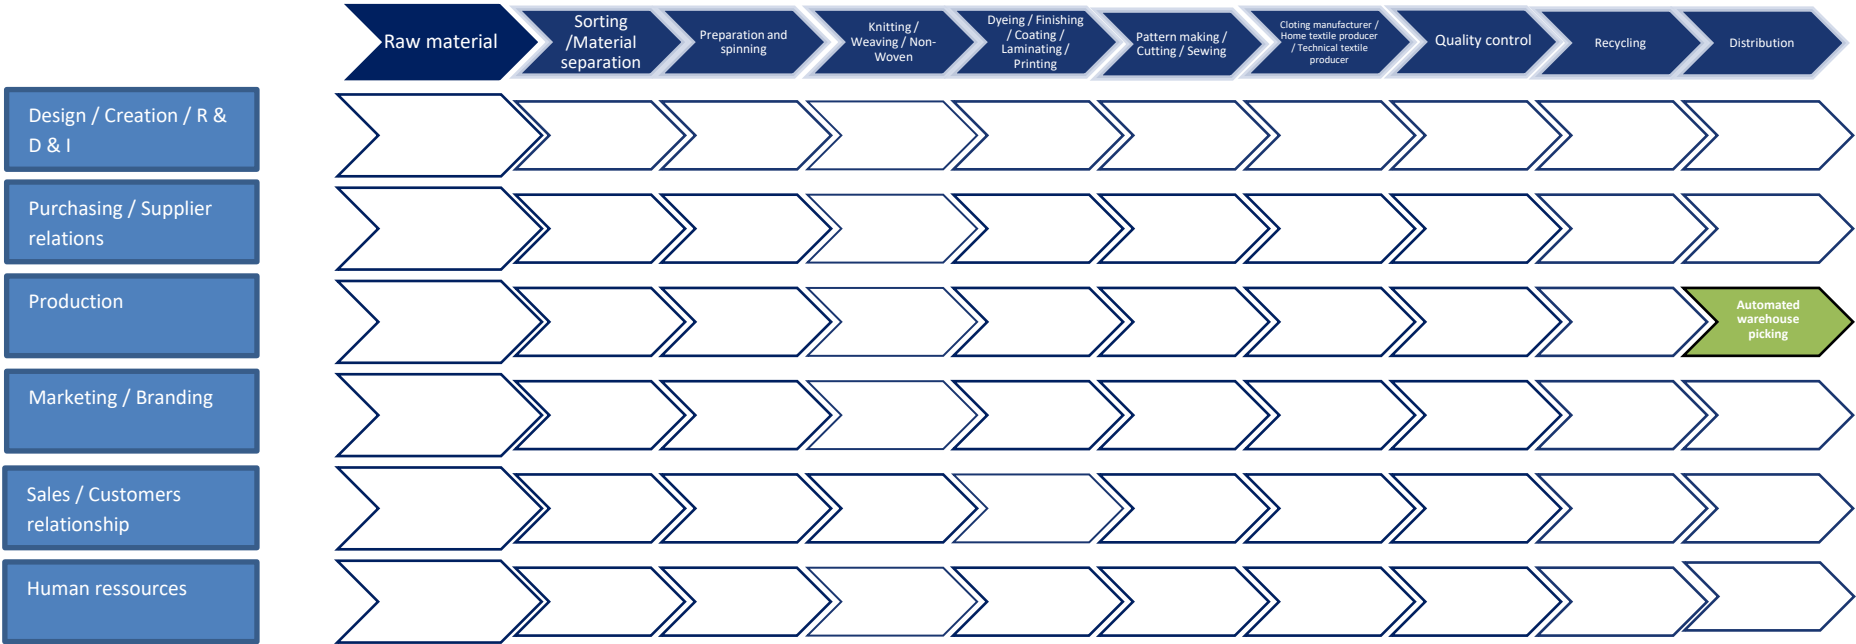 Raw material
Sorting
/Material
separation
Preparation and
spinning
Knitting /
Weaving / Non-
Woven
Dyeing / Finishing
/ Coating /
Laminating /
Printing
Pattern making /
Cutting / Sewing
Cloting manufacturer /
Home textile producer
/ Technical textile
producer
Quality control
Recycling
Distribution
Design / Creation / R &
D & I
Purchasing / Supplier
relations
Production
Automated
warehouse
picking
Marketing / Branding
Sales / Customers
relationship
Human ressources